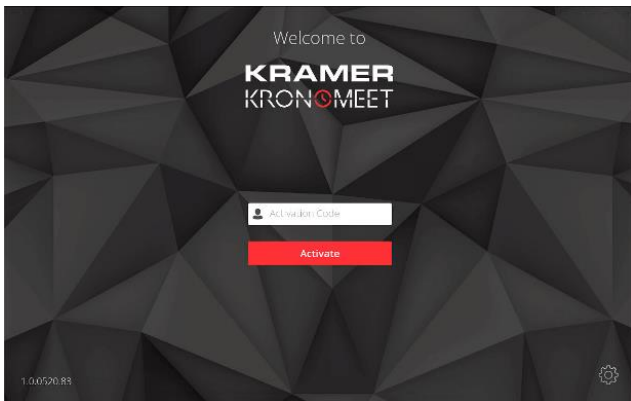 Welcome to
KRAMER
KRONOMEET
Activation Code
Activate
1.0.0520.83